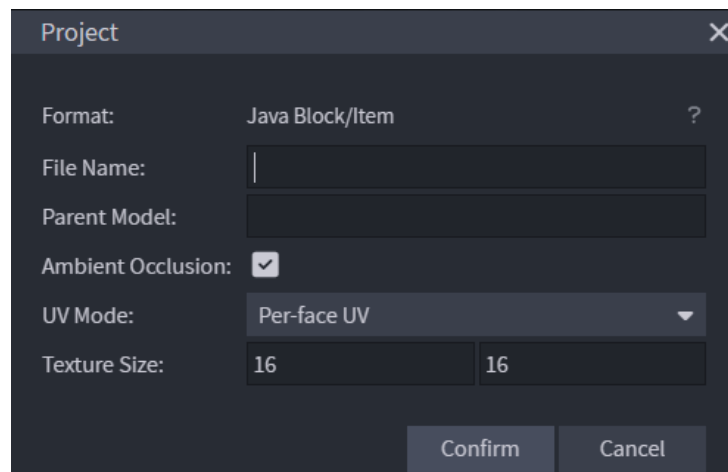 Project
Format: Java Block/Item ?
File Name:
Parent Model:
Ambient Occlusion:
UV Mode: Per-face UV
Texture Size: 16 16
Confirm Cancel